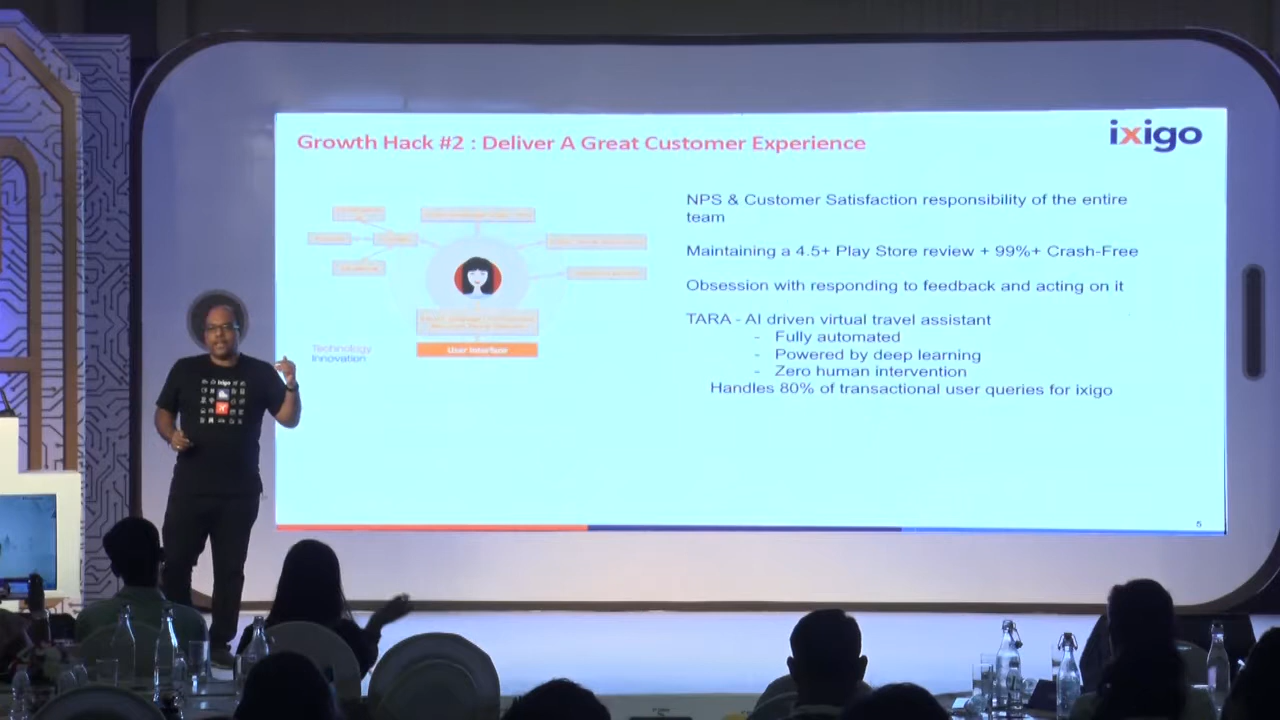 Growth Hack #2 : Deliver A Great Customer Experience
ixigo
NPS & Customer Satisfaction responsibility of the entire
team
Maintaining a 4.5+ Play Store review + 99%+ Crash-Free
Obsession with responding to feedback and acting on it
TARA - AI driven virtual travel assistant
- Fully automated
- Powered by deep learning
- Zero human intervention
Handles 80% of transactional user queries for ixigo
User Interface
Technology
Innovation
5
ixigo